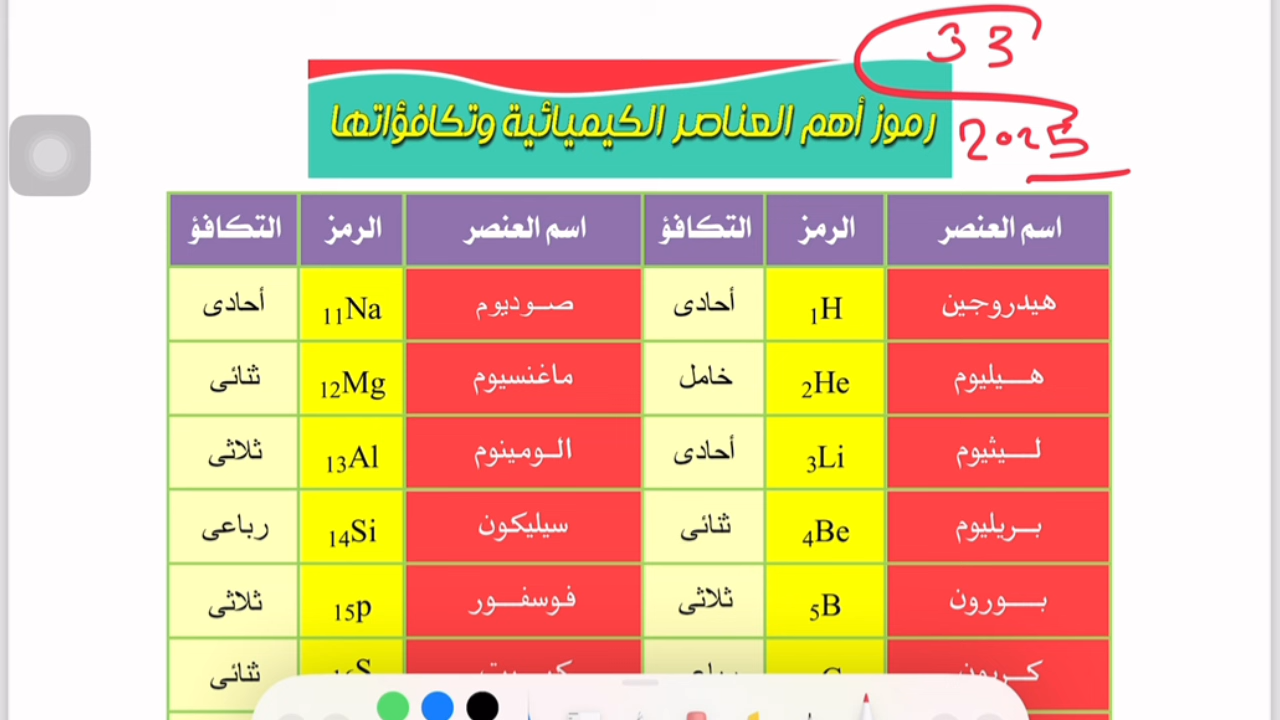 33
رموز أهم العناصر الكيميائية وتكافؤاتها
2025
اسم العنصر الرمز التكافؤ اسم العنصر الرمز التكافؤ
هيدروجين 1H أحادى صوديوم 11Na أحادى
هيليوم 2He خامل ماغنسيوم 12Mg ثنائى
ليثيوم 3Li أحادى الومينوم 13Al ثلاثى
بريليوم 4Be ثنائى سيليكون 14Si رباعى
بورون 5B ثلاثى فوسفور 15p ثلاثى
كربون ثنائى